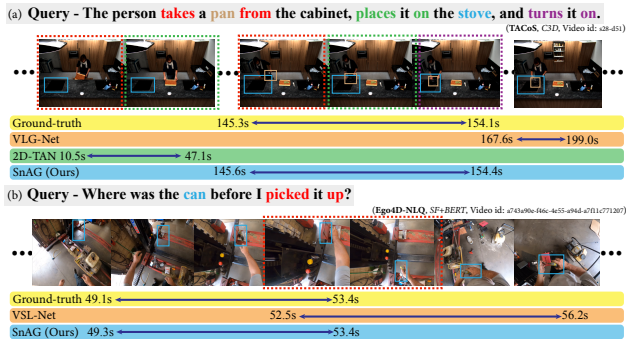 (a) Query - The person takes a pan from the cabinet, places it on the stove, and turns it on.
(TACoS, C3D, Video id: s28-d51)
Ground-truth 145.3s 154.1s
VLG-Net 167.6s 199.0s
2D-TAN 10.5s 47.1s
SnAG (Ours) 145.6s 154.4s
(b) Query - Where was the can before I picked it up?
(Ego4D-NLQ, SF+BERT, Video id: a743a90e-f46c-4e55-a94d-a7f11c771207)
Ground-truth 49.1s 53.4s
VSL-Net 52.5s 56.2s
SnAG (Ours) 49.3s 53.4s